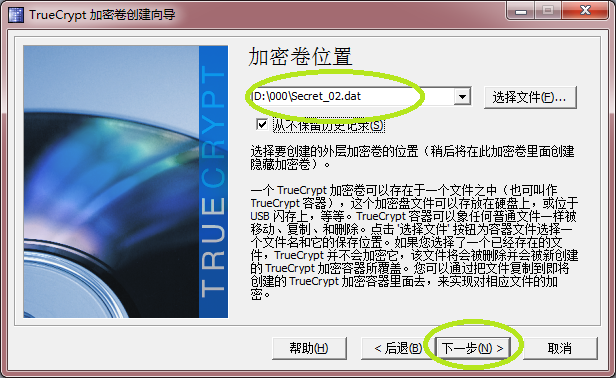 TrueCrypt 加密卷创建向导
TRUECRYPT
加密卷位置
D:\000\Secret_02.dat
选择文件(F)...
从不保留历史记录(S)
选择要创建的外层加密卷的位置（稍后将在此加密卷里面创建
隐藏加密卷）。
一个 TrueCrypt 加密卷可以存在于一个文件之中（也可叫作
TrueCrypt 容器），这个加密盘文件可以存放在硬盘上，或位于
USB 闪存上，等等。TrueCrypt 容器可以象任何普通文件一样被
移动、复制、和删除。点击 '选择文件' 按钮为容器文件选择一
个文件名和它的保存位置。如果您选择了一个已经存在的文
件，TrueCrypt 并不会加密它，该文件将会被删除并会被新创建
的 TrueCrypt 加密容器所覆盖。您可以通过把文件复制到即将
创建的 TrueCrypt 加密容器里面去，来实现对相应文件的加
密。
帮助(H)
< 后退(B)
下一步(N) >
取消